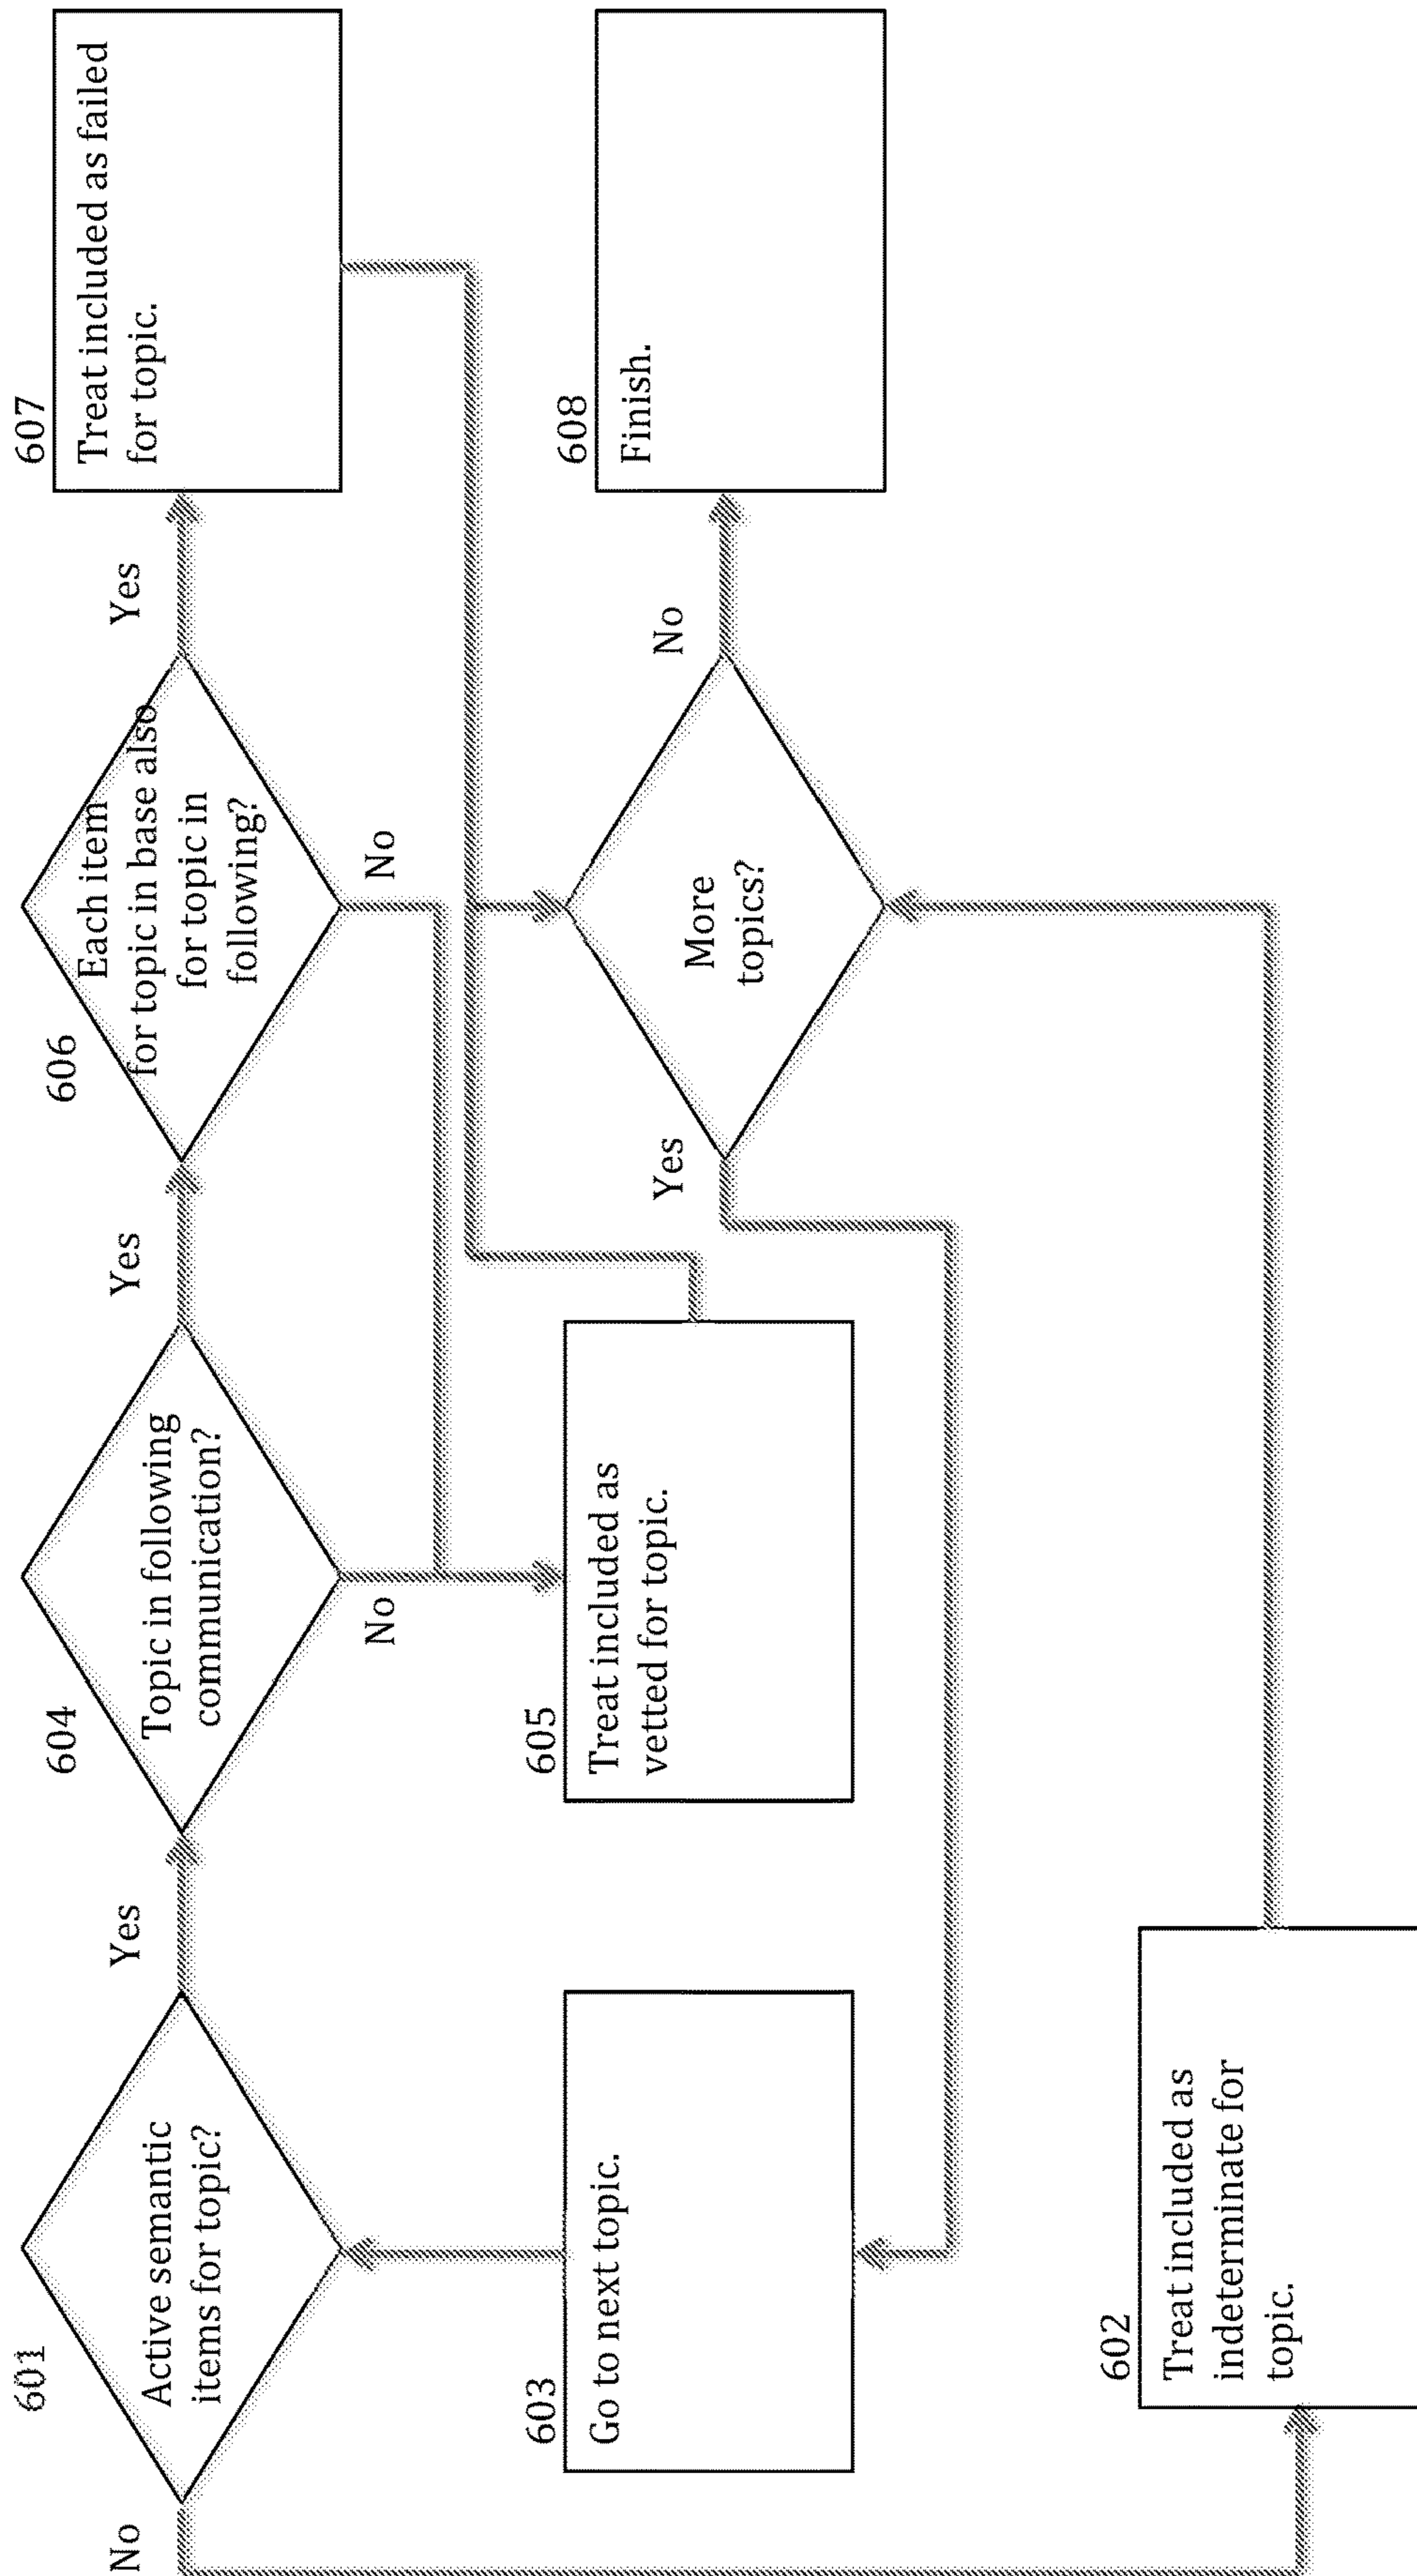 601
Active semantic
items for topic?
No
Yes
604
Topic in following
communication?
Yes
No
606
Each item
for topic in base also
for topic in
following?
Yes
No
607
Treat included as failed
for topic.
603
Go to next topic.
605
Treat included as
vetted for topic.
More
topics?
Yes
No
608
Finish.
602
Treat included as
indeterminate for
topic.